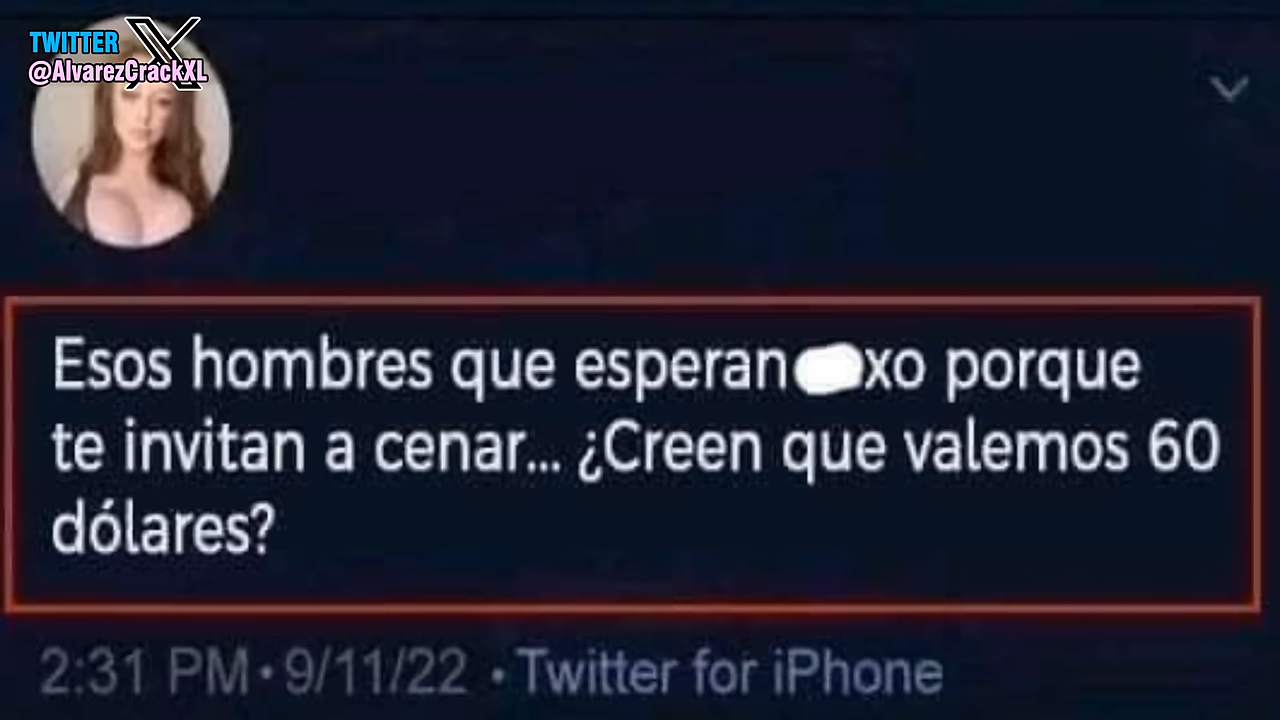 TWITTER X
@AlvarezCrackXL
Esos hombres que esperan xo porque
te invitan a cenar... ¿Creen que valemos 60
dólares?
2:31 PM · 9/11/22 · Twitter for iPhone